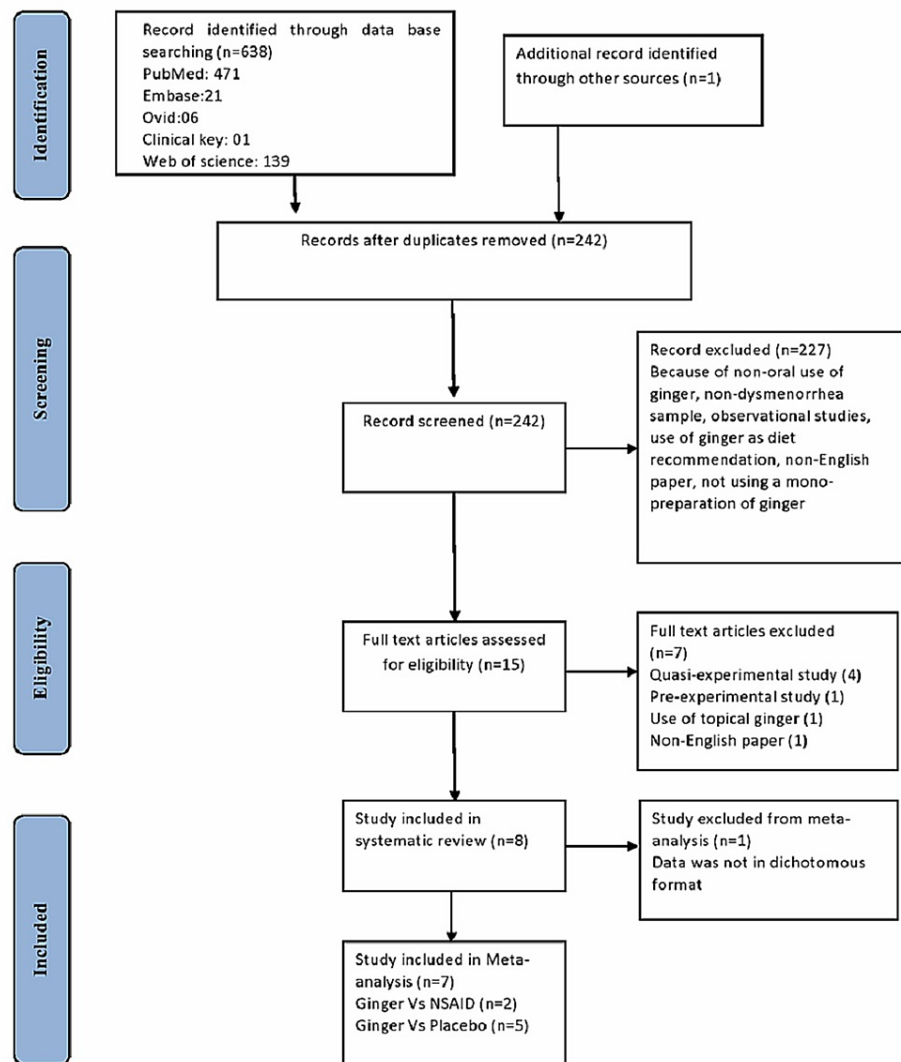 Identification
Record identified through data base
searching (n=638)
PubMed: 471
Embase:21
Ovid:06
Clinical key: 01
Web of science: 139
Additional record identified
through other sources (n=1)
Records after duplicates removed (n=242)
Screening
Record screened (n=242)
Record excluded (n=227)
Because of non-oral use of
ginger, non-dysmenorrhea
sample, observational studies,
use of ginger as diet
recommendation, non-English
paper, not using a mono-
preparation of ginger
Eligibility
Full text articles assessed
for eligibility (n=15)
Full text articles excluded
(n=7)
Quasi-experimental study (4)
Pre-experimental study (1)
Use of topical ginger (1)
Non-English paper (1)
Included
Study included in
systematic review (n=8)
Study excluded from meta-
analysis (n=1)
Data was not in dichotomous
format
Study included in Meta-
analysis (n=7)
Ginger Vs NSAID (n=2)
Ginger Vs Placebo (n=5)